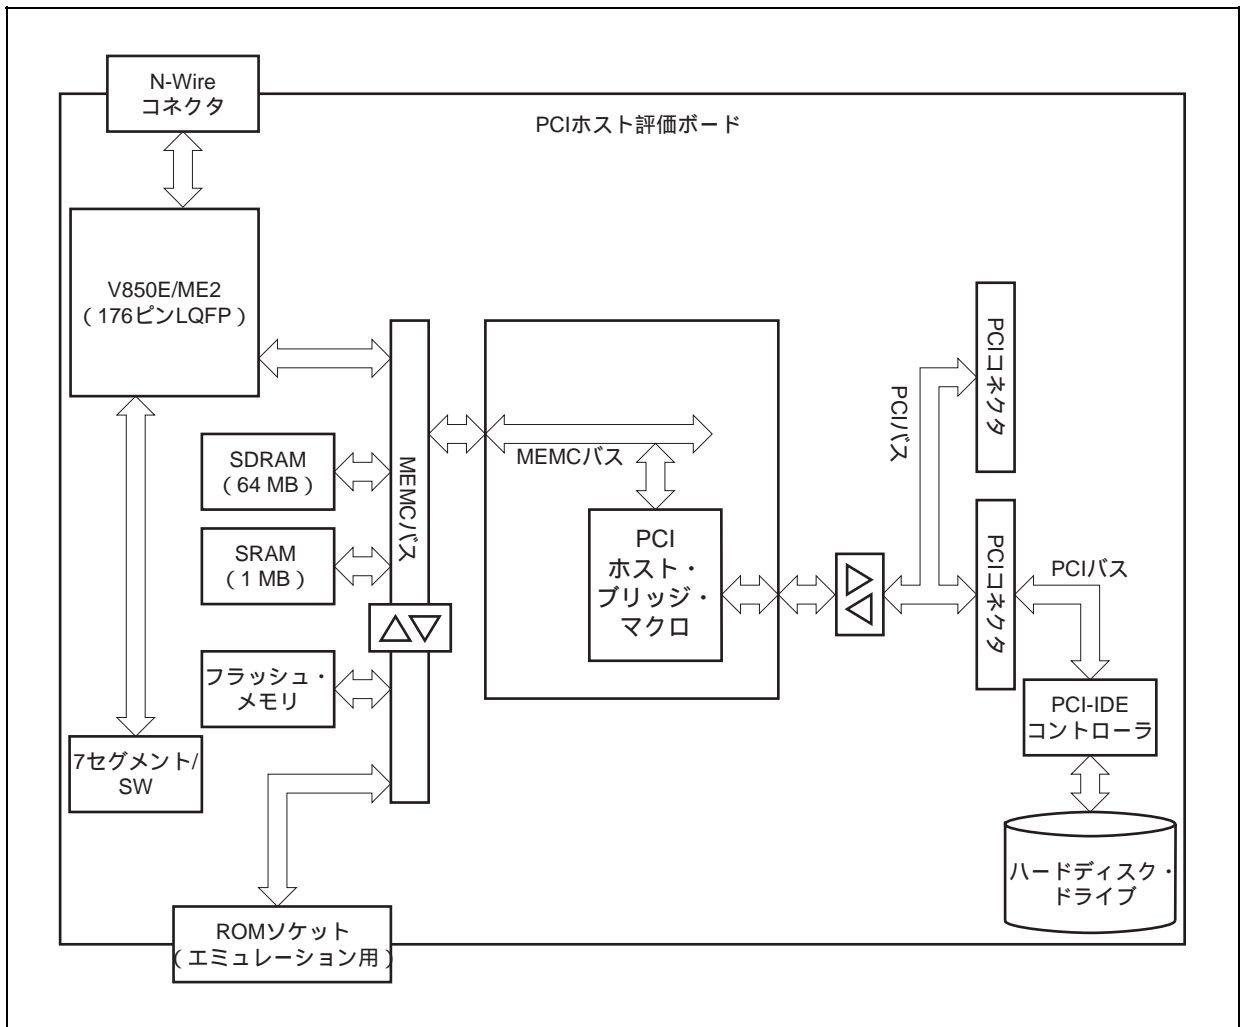 N-Wire
コネクタ
PCIホスト評価ボード
V850E/ME2
（176ピンLQFP）
SDRAM
（64 MB）
SRAM
（1 MB）
フラッシュ・
メモリ
7セグメント/
SW
ROMソケット
（エミュレーション用）
MEMCバス
MEMCバス
PCI
ホスト・
ブリッジ・
マクロ
PCIバス
PCIコネクタ
PCIコネクタ
PCIバス
PCI-IDE
コントローラ
ハードディスク・
ドライブ